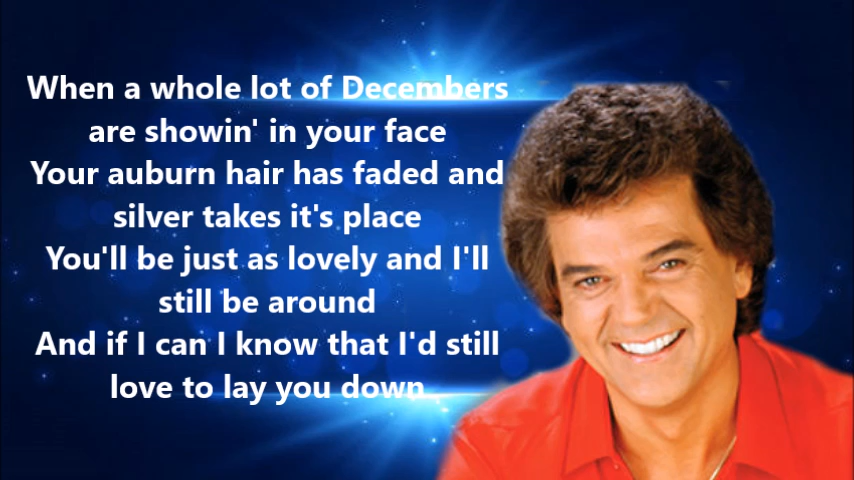 When a whole lot of Decembers
are showin' in your face
Your auburn hair has faded and
silver takes it's place
You'll be just as lovely and I'll
still be around
And if I can I know that I'd still
love to lay you down